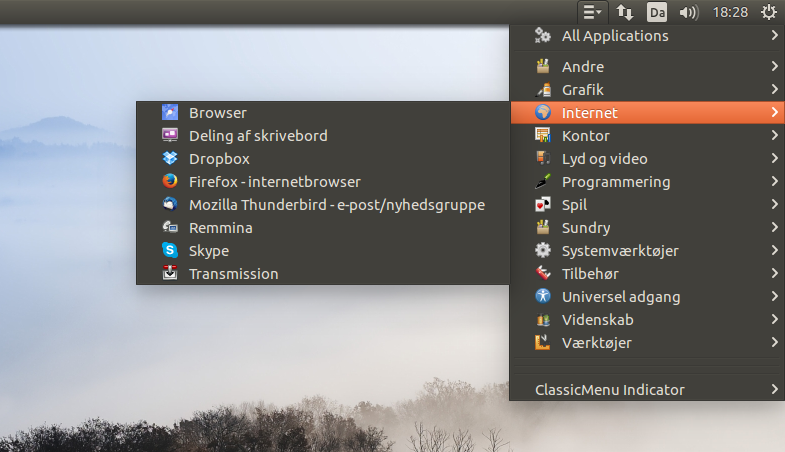 Da
18:28
All Applications
Andre
Grafik
Internet
Kontor
Lyd og video
Programmering
Spil
Sundry
Systemværktøjer
Tilbehør
Universel adgang
Videnskab
Værktøjer
ClassicMenu Indicator
Browser
Deling af skrivebord
Dropbox
Firefox - internetbrowser
Mozilla Thunderbird - e-post/nyhedsgruppe
Remmina
Skype
Transmission